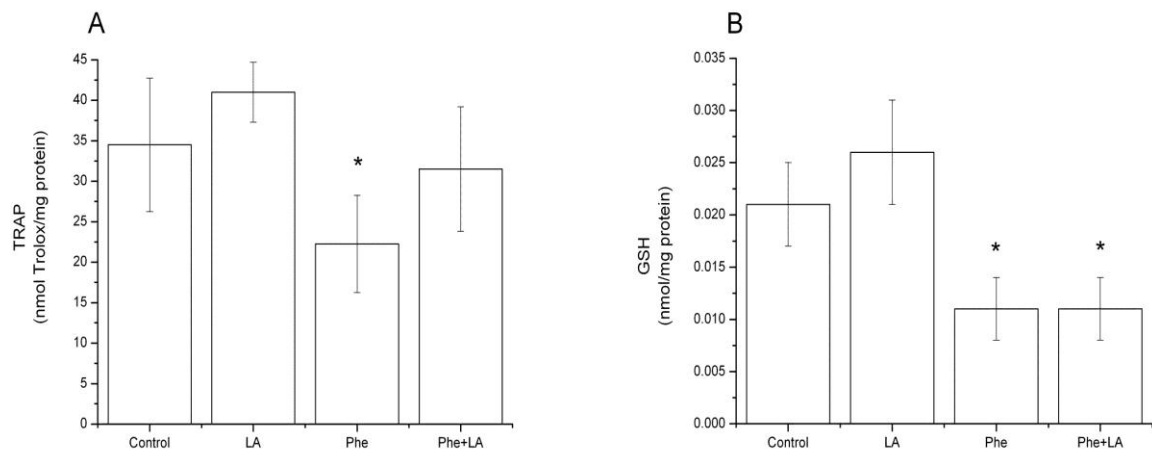 A
45
40
35
30
25
20
15
10
5
0
TRAP
(nmol Trolox/mg protein)
*
Control LA Phe Phe+LA
B
0.035
0.030
0.025
0.020
0.015
0.010
0.005
0.000
GSH
(nmol/mg protein)
* *
Control LA Phe Phe+LA